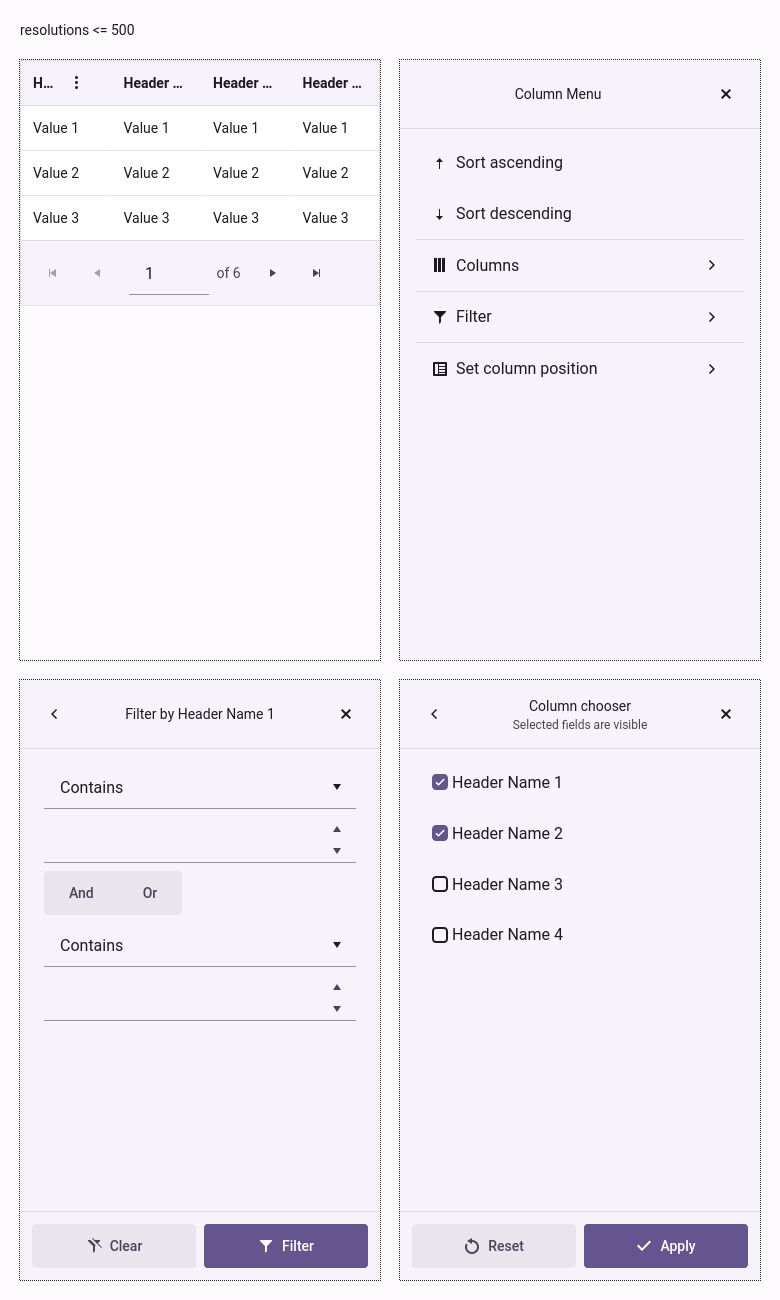 resolutions <= 500
H... Header ... Header ... Header ...
Value 1 Value 1 Value 1 Value 1
Value 2 Value 2 Value 2 Value 2
Value 3 Value 3 Value 3 Value 3
1 of 6
Column Menu
Sort ascending
Sort descending
Columns
Filter
Set column position
Filter by Header Name 1
Contains
And Or
Contains
Clear Filter
Column chooser
Selected fields are visible
Header Name 1
Header Name 2
Header Name 3
Header Name 4
Reset Apply